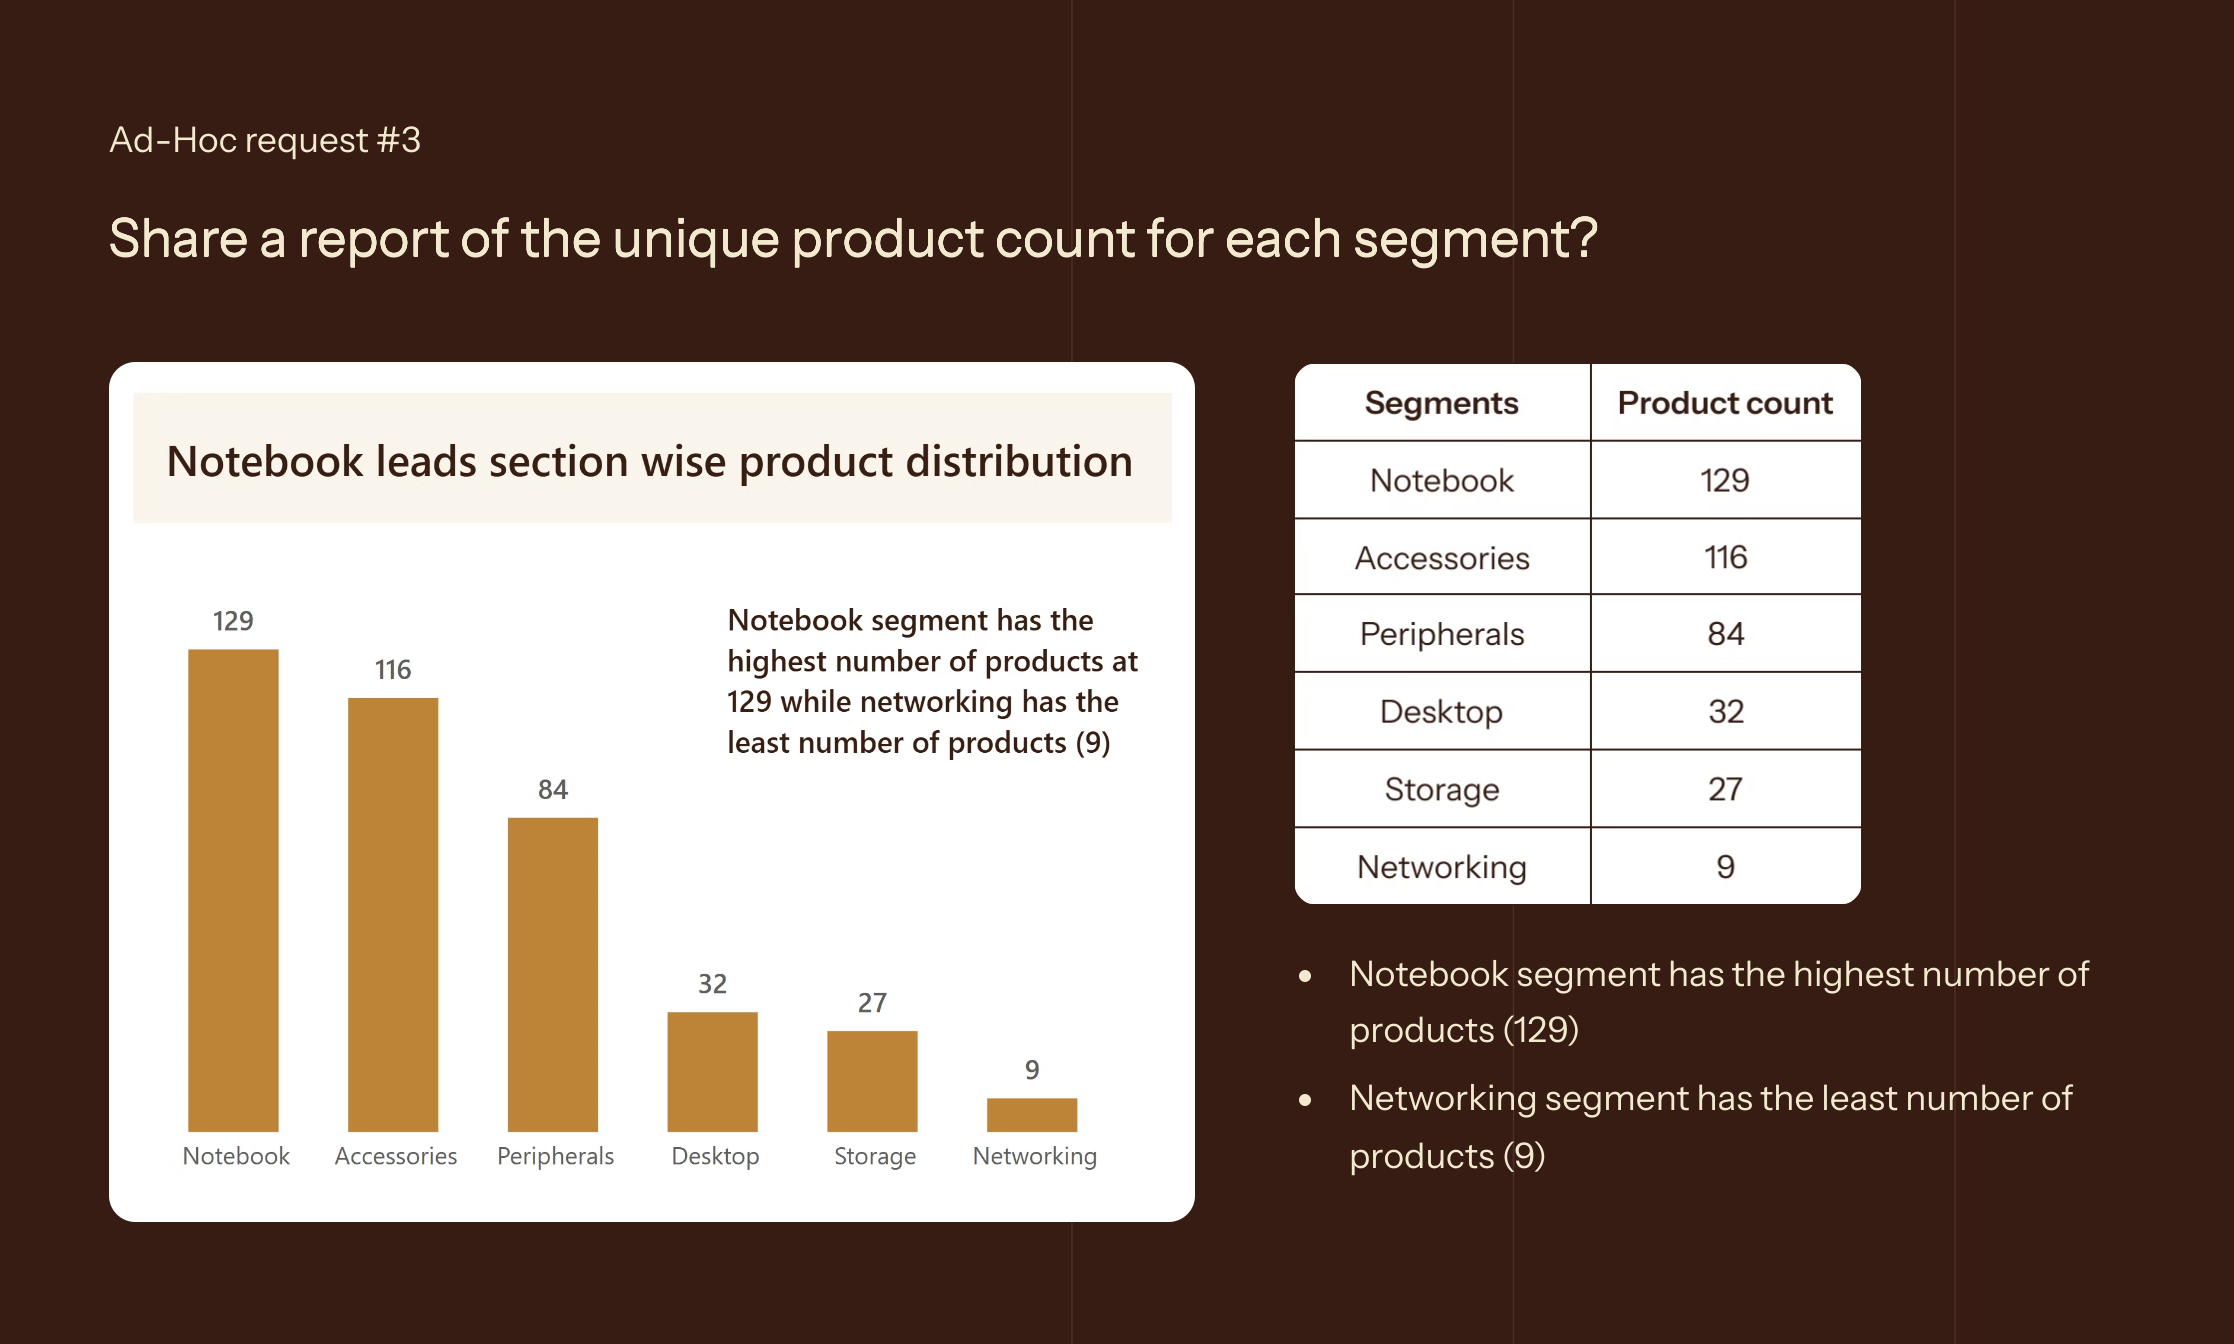 Ad-Hoc request #3
Share a report of the unique product count for each segment?
Notebook leads section wise product distribution
Notebook segment has the
highest number of products at
129 while networking has the
least number of products (9)
129
116
84
32
27
9
Notebook
Accessories
Peripherals
Desktop
Storage
Networking
Segments Product count
Notebook 129
Accessories 116
Peripherals 84
Desktop 32
Storage 27
Networking 9
• Notebook segment has the highest number of
products (129)
• Networking segment has the least number of
products (9)